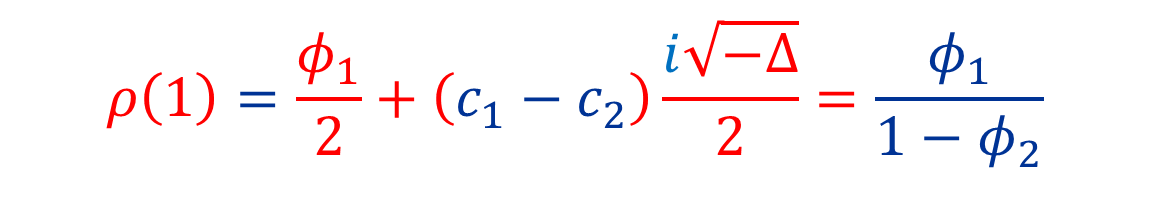 ρ(1) = ϕ₁/2 + (c₁ − c₂) i√−Δ/2 = ϕ₁/(1 − ϕ₂)